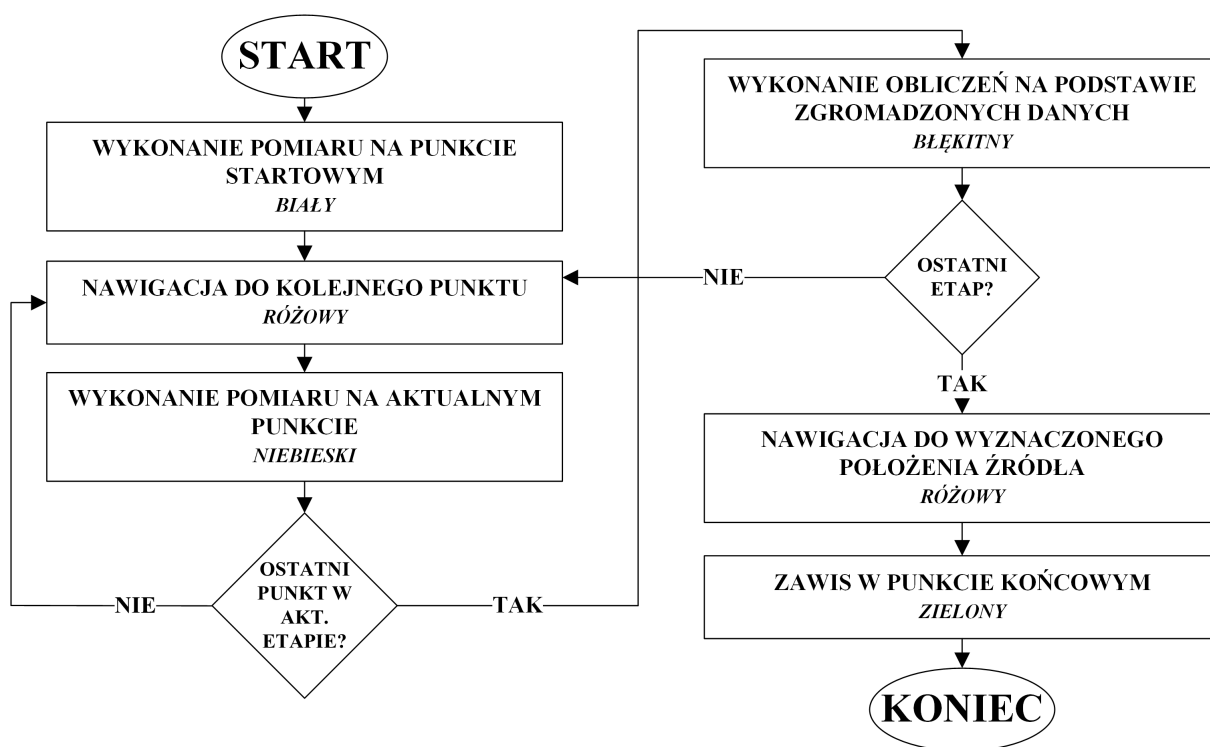 START
WYKONANIE POMIARU NA PUNKCIE
STARTOWYM
BIAŁY
NAWIGACJA DO KOLEJNEGO PUNKTU
RÓŻOWY
WYKONANIE POMIARU NA AKTUALNYM
PUNKCIE
NIEBIESKI
OSTATNI
PUNKT W
AKT.
ETAPIE?
NIE
TAK
WYKONANIE OBLICZEŃ NA PODSTAWIE
ZGROMADZONYCH DANYCH
BŁĘKITNY
OSTATNI
ETAP?
NIE
TAK
NAWIGACJA DO WYZNACZONEGO
POŁOŻENIA ŹRÓDŁA
RÓŻOWY
ZAWIS W PUNKCIE KOŃCOWYM
ZIELONY
KONIEC